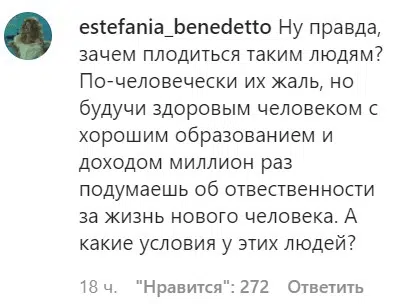 estefania_benedetto Ну правда,
зачем плодиться таким людям?
По-человечески их жаль, но
будучи здоровым человеком с
хорошим образованием и
доходом миллион раз
подумаешь об отвественности
за жизнь нового человека. А
какие условия у этих людей?
18 ч. "Нравится": 272 Ответить